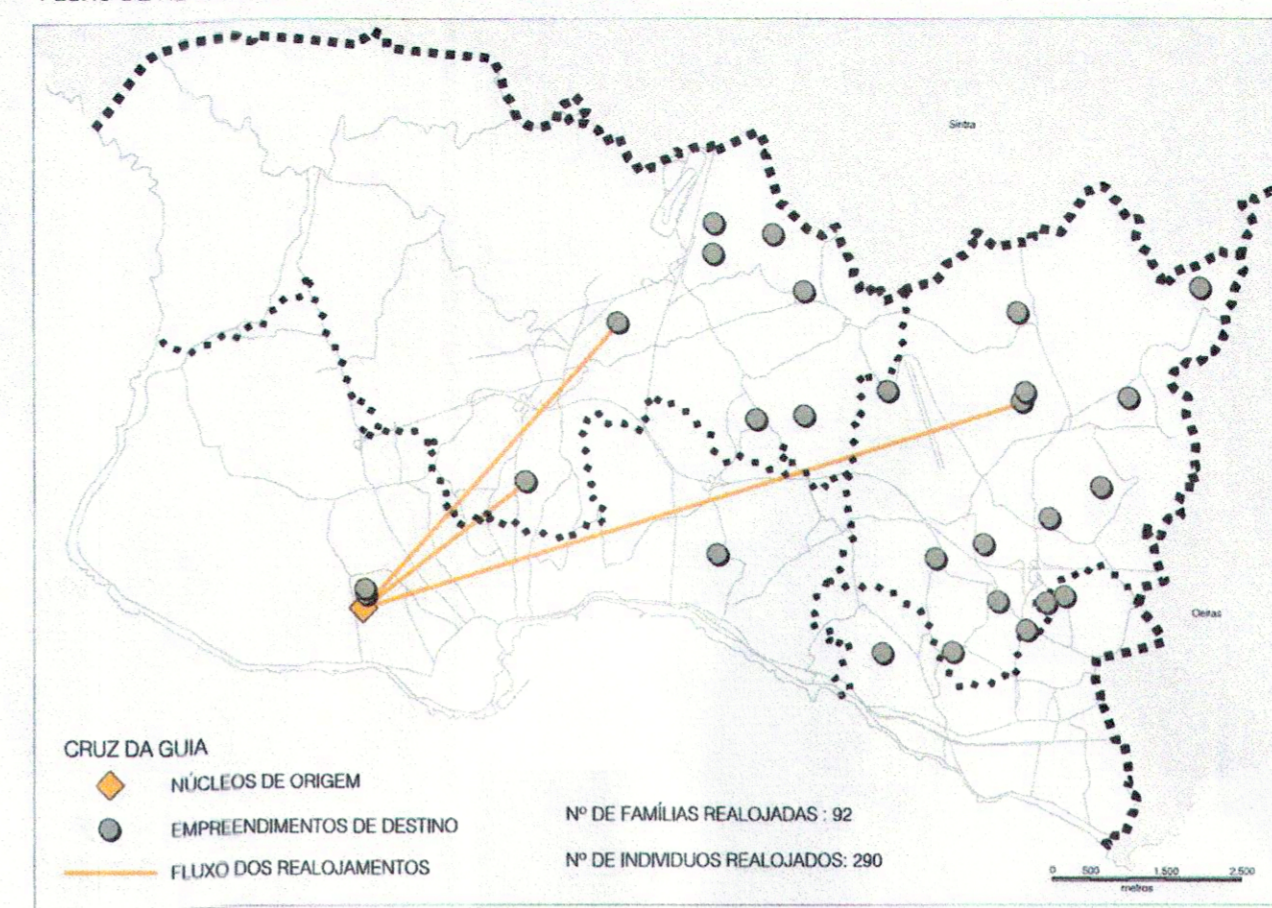 Sintra
Oeiras
CRUZ DA GUIA
NÚCLEOS DE ORIGEM
EMPREENDIMENTOS DE DESTINO
FLUXO DOS REALOJAMENTOS
Nº DE FAMÍLIAS REALOJADAS : 92
Nº DE INDIVIDUOS REALOJADOS: 290
0 500 1.500 2.500
metros